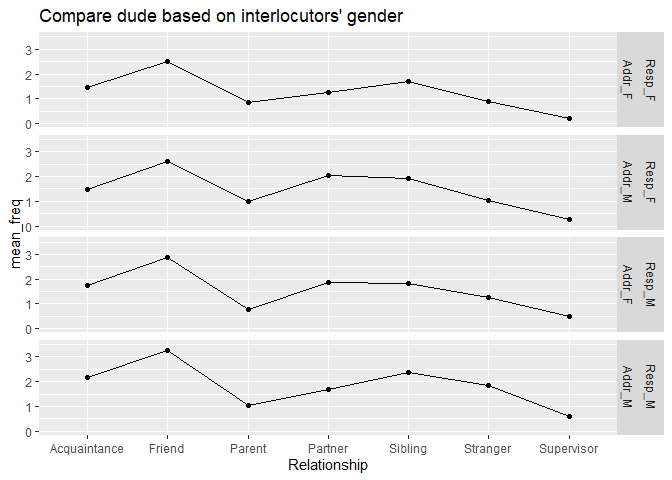 Compare dude based on interlocutors' gender
mean_freq
3
2
1
0
Resp_F
Addr_F
3
2
1
0
Resp_F
Addr_M
3
2
1
0
Resp_M
Addr_F
3
2
1
0
Resp_M
Addr_M
Acquaintance Friend Parent Partner Sibling Stranger Supervisor
Relationship